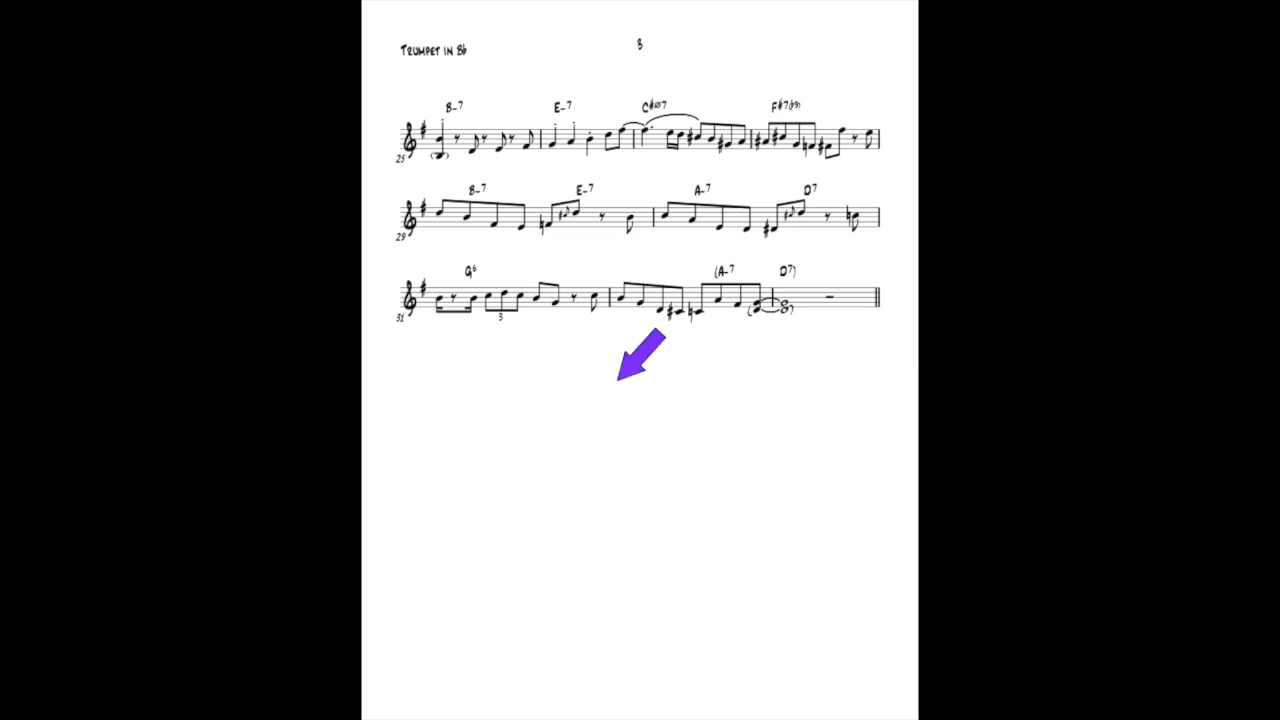 TRUMPET IN B♭
3
B-7 E-7 C#ø7 F#7(♭9)
25
B-7 E-7 A-7 D7
29
G6 (A-7 D7)
3
31